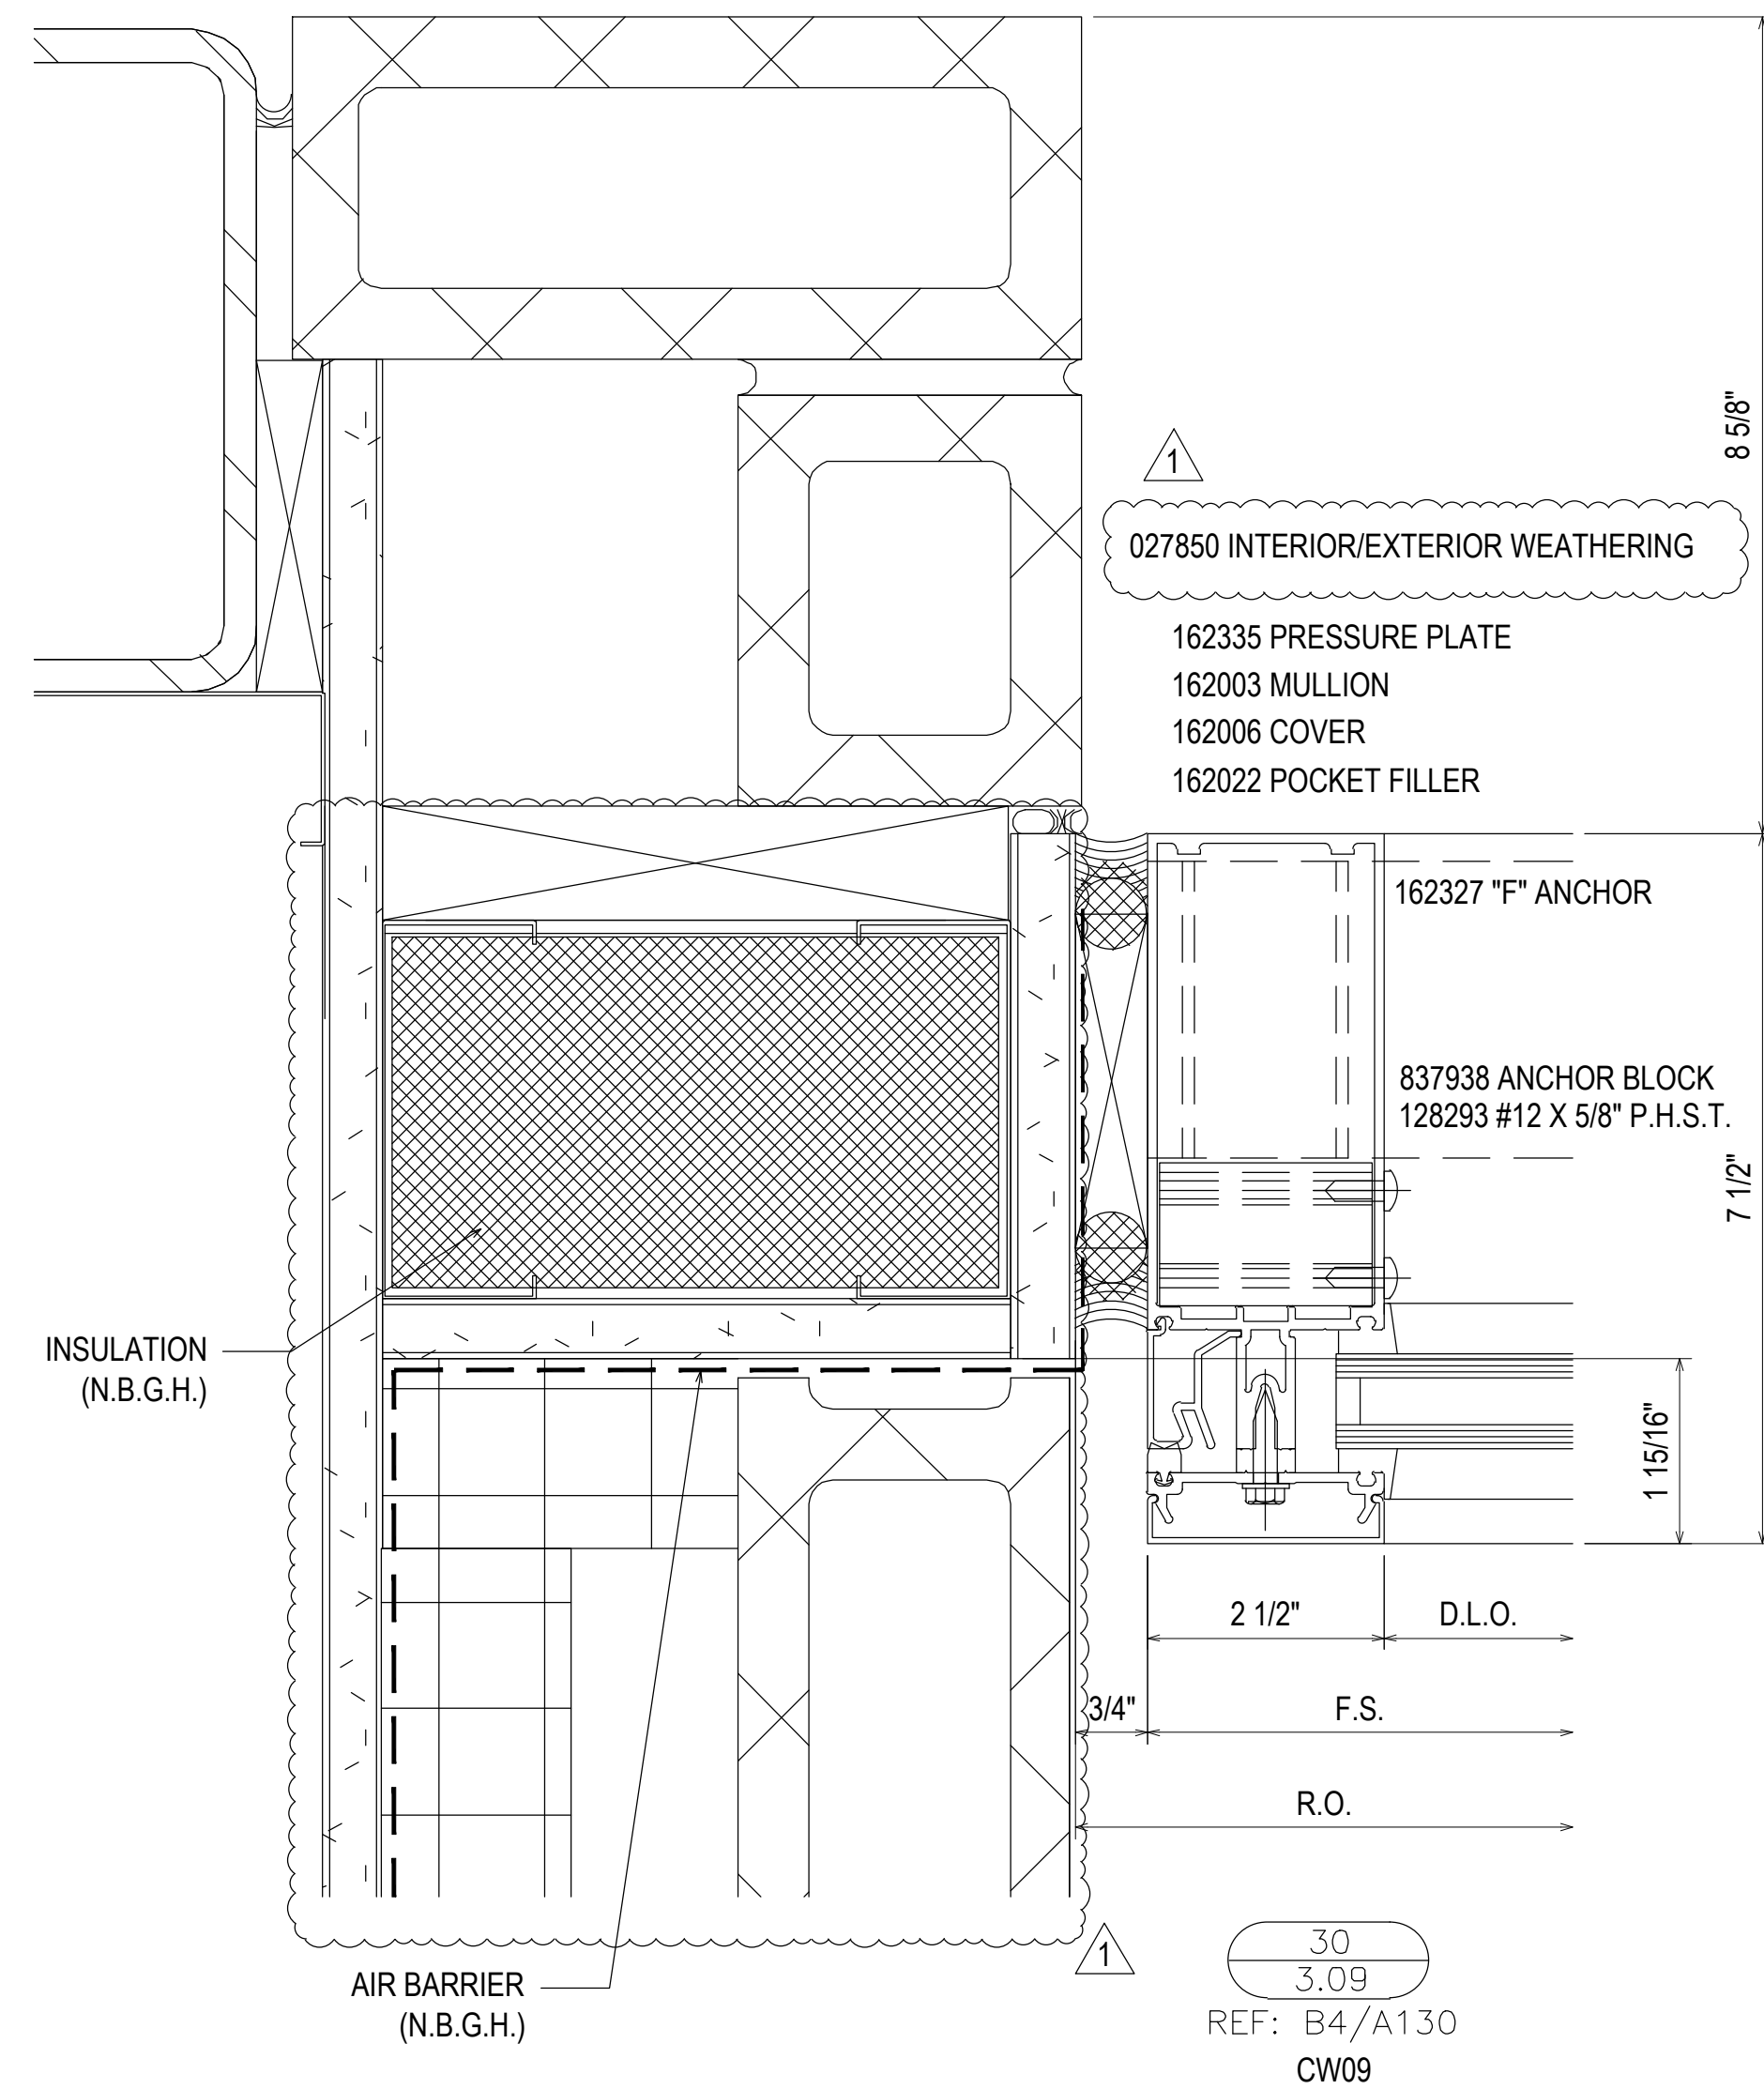 8 5/8"
1
027850 INTERIOR/EXTERIOR WEATHERING
162335 PRESSURE PLATE
162003 MULLION
162006 COVER
162022 POCKET FILLER
162327 "F" ANCHOR
837938 ANCHOR BLOCK
128293 #12 X 5/8" P.H.S.T.
7 1/2"
INSULATION
(N.B.G.H.)
1 15/16"
2 1/2" D.L.O.
3/4" F.S.
R.O.
1
AIR BARRIER
(N.B.G.H.)
30
3.09
REF: B4/A130
CW09